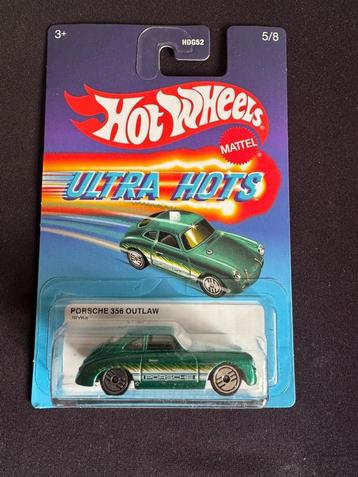 3+
HDG52
5/8
Hot Wheels
MATTEL
ULTRA HOTS
PORSCHE 356 OUTLAW
PORSCHE